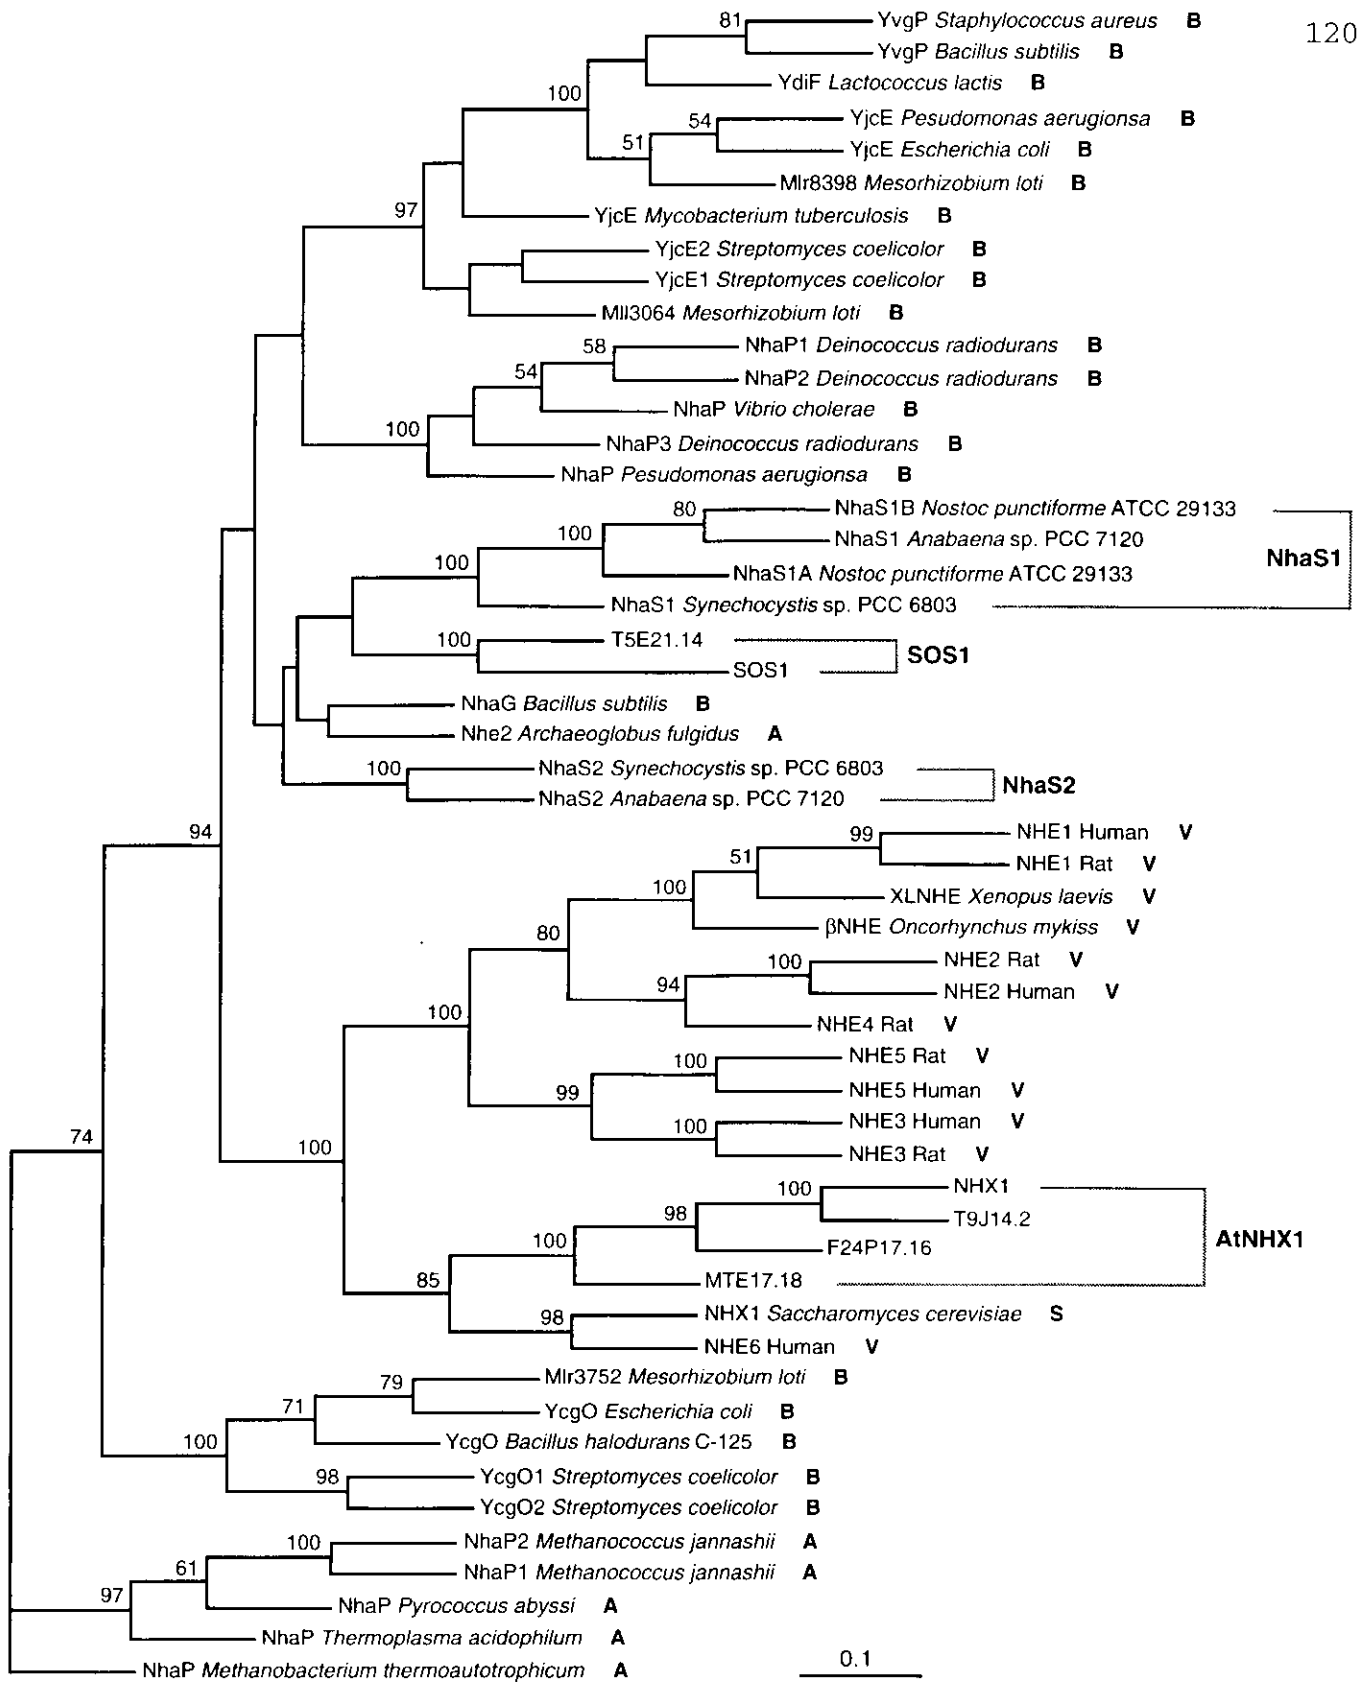 120
81
YvgP Staphylococcus aureus B
YvgP Bacillus subtilis B
YdiF Lactococcus lactis B
100
54
YjcE Pesudomonas aerugionsa B
51
YjcE Escherichia coli B
Mlr8398 Mesorhizobium loti B
97
YjcE Mycobacterium tuberculosis B
YjcE2 Streptomyces coelicolor B
YjcE1 Streptomyces coelicolor B
Mll3064 Mesorhizobium loti B
58
NhaP1 Deinococcus radiodurans B
54
NhaP2 Deinococcus radiodurans B
NhaP Vibrio cholerae B
100
NhaP3 Deinococcus radiodurans B
NhaP Pesudomonas aerugionsa B
80
NhaS1B Nostoc punctiforme ATCC 29133
100
NhaS1 Anabaena sp. PCC 7120
NhaS1
100
NhaS1A Nostoc punctiforme ATCC 29133
NhaS1 Synechocystis sp. PCC 6803
100
T5E21.14
SOS1
SOS1
NhaG Bacillus subtilis B
Nhe2 Archaeoglobus fulgidus A
100
NhaS2 Synechocystis sp. PCC 6803
NhaS2
NhaS2 Anabaena sp. PCC 7120
94
99
NHE1 Human V
51
NHE1 Rat V
100
XLNHE Xenopus laevis V
βNHE Oncorhynchus mykiss V
80
100
NHE2 Rat V
94
NHE2 Human V
100
NHE4 Rat V
100
NHE5 Rat V
99
NHE5 Human V
NHE3 Human V
74
100
100
NHE3 Rat V
100
NHX1
98
T9J14.2
100
F24P17.16
AtNHX1
85
MTE17.18
98
NHX1 Saccharomyces cerevisiae S
NHE6 Human V
79
Mlr3752 Mesorhizobium loti B
71
YcgO Escherichia coli B
100
YcgO Bacillus halodurans C-125 B
98
YcgO1 Streptomyces coelicolor B
YcgO2 Streptomyces coelicolor B
100
NhaP2 Methanococcus jannashii A
61
NhaP1 Methanococcus jannashii A
97
NhaP Pyrococcus abyssi A
NhaP Thermoplasma acidophilum A
NhaP Methanobacterium thermoautotrophicum A
0.1